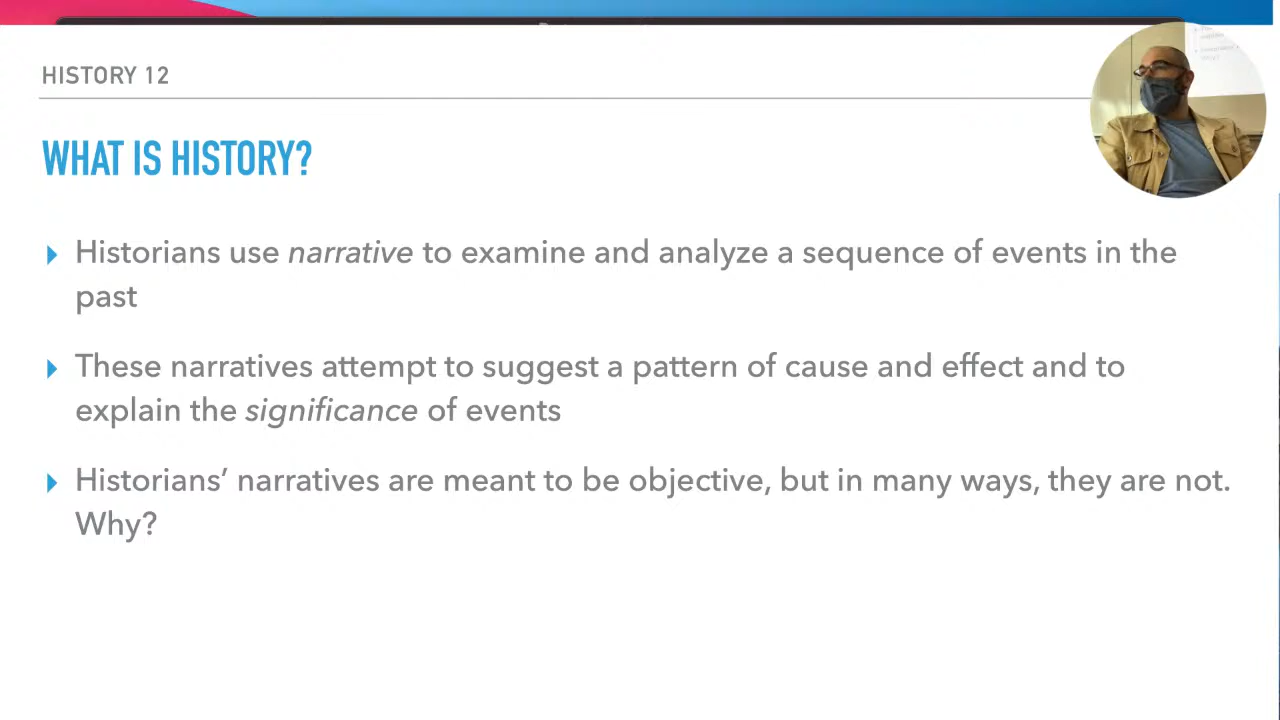 HISTORY 12
WHAT IS HISTORY?
Historians use narrative to examine and analyze a sequence of events in the
past
These narratives attempt to suggest a pattern of cause and effect and to
explain the significance of events
Historians’ narratives are meant to be objective, but in many ways, they are not.
Why?